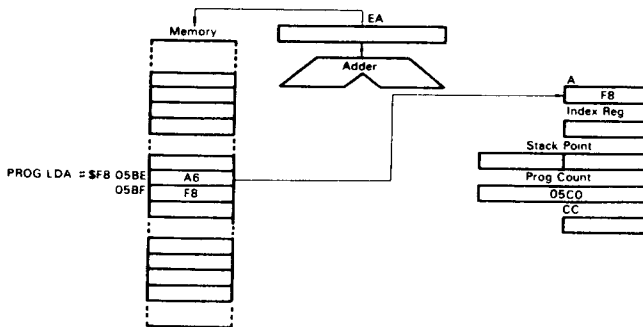 EA
Memory
Adder
A
F8
Index Reg
Stack Point
PROG LDA = $F8 05BE
A6
Prog Count
05BF
F8
05C0
CC